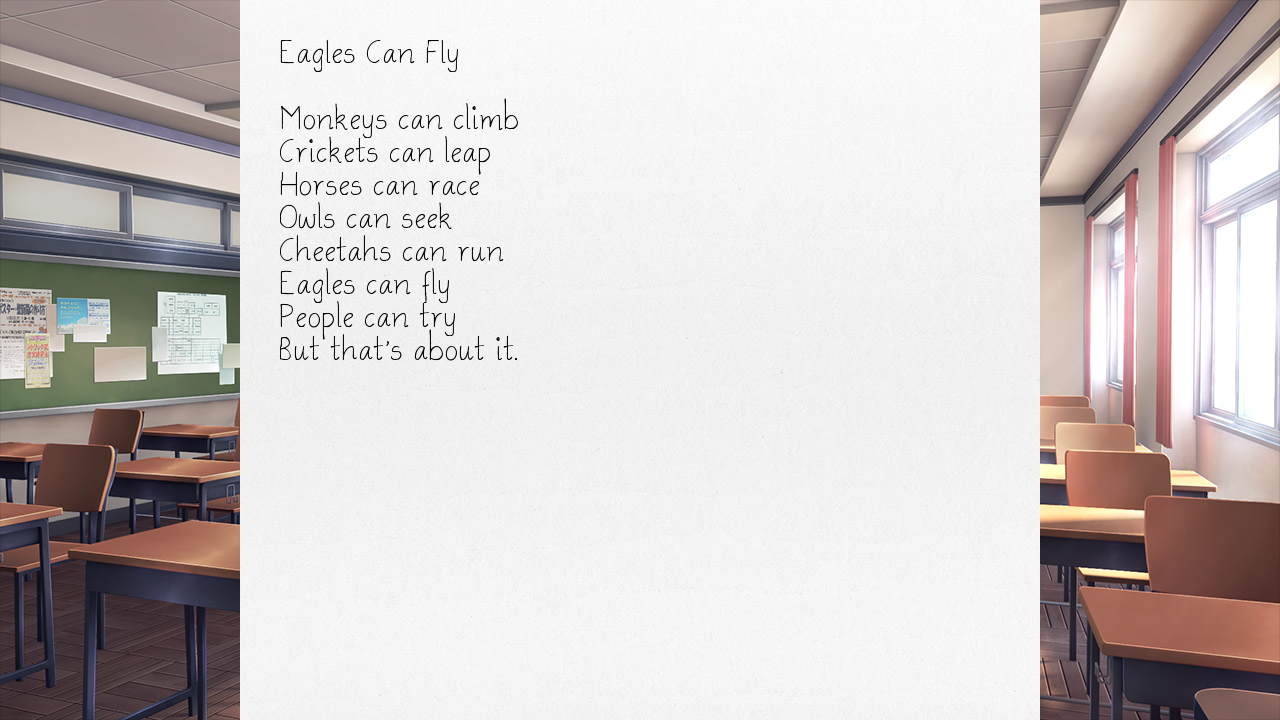 Eagles Can Fly
Monkeys can climb
Crickets can leap
Horses can race
Owls can seek
Cheetahs can run
Eagles can fly
People can try
But that's about it.